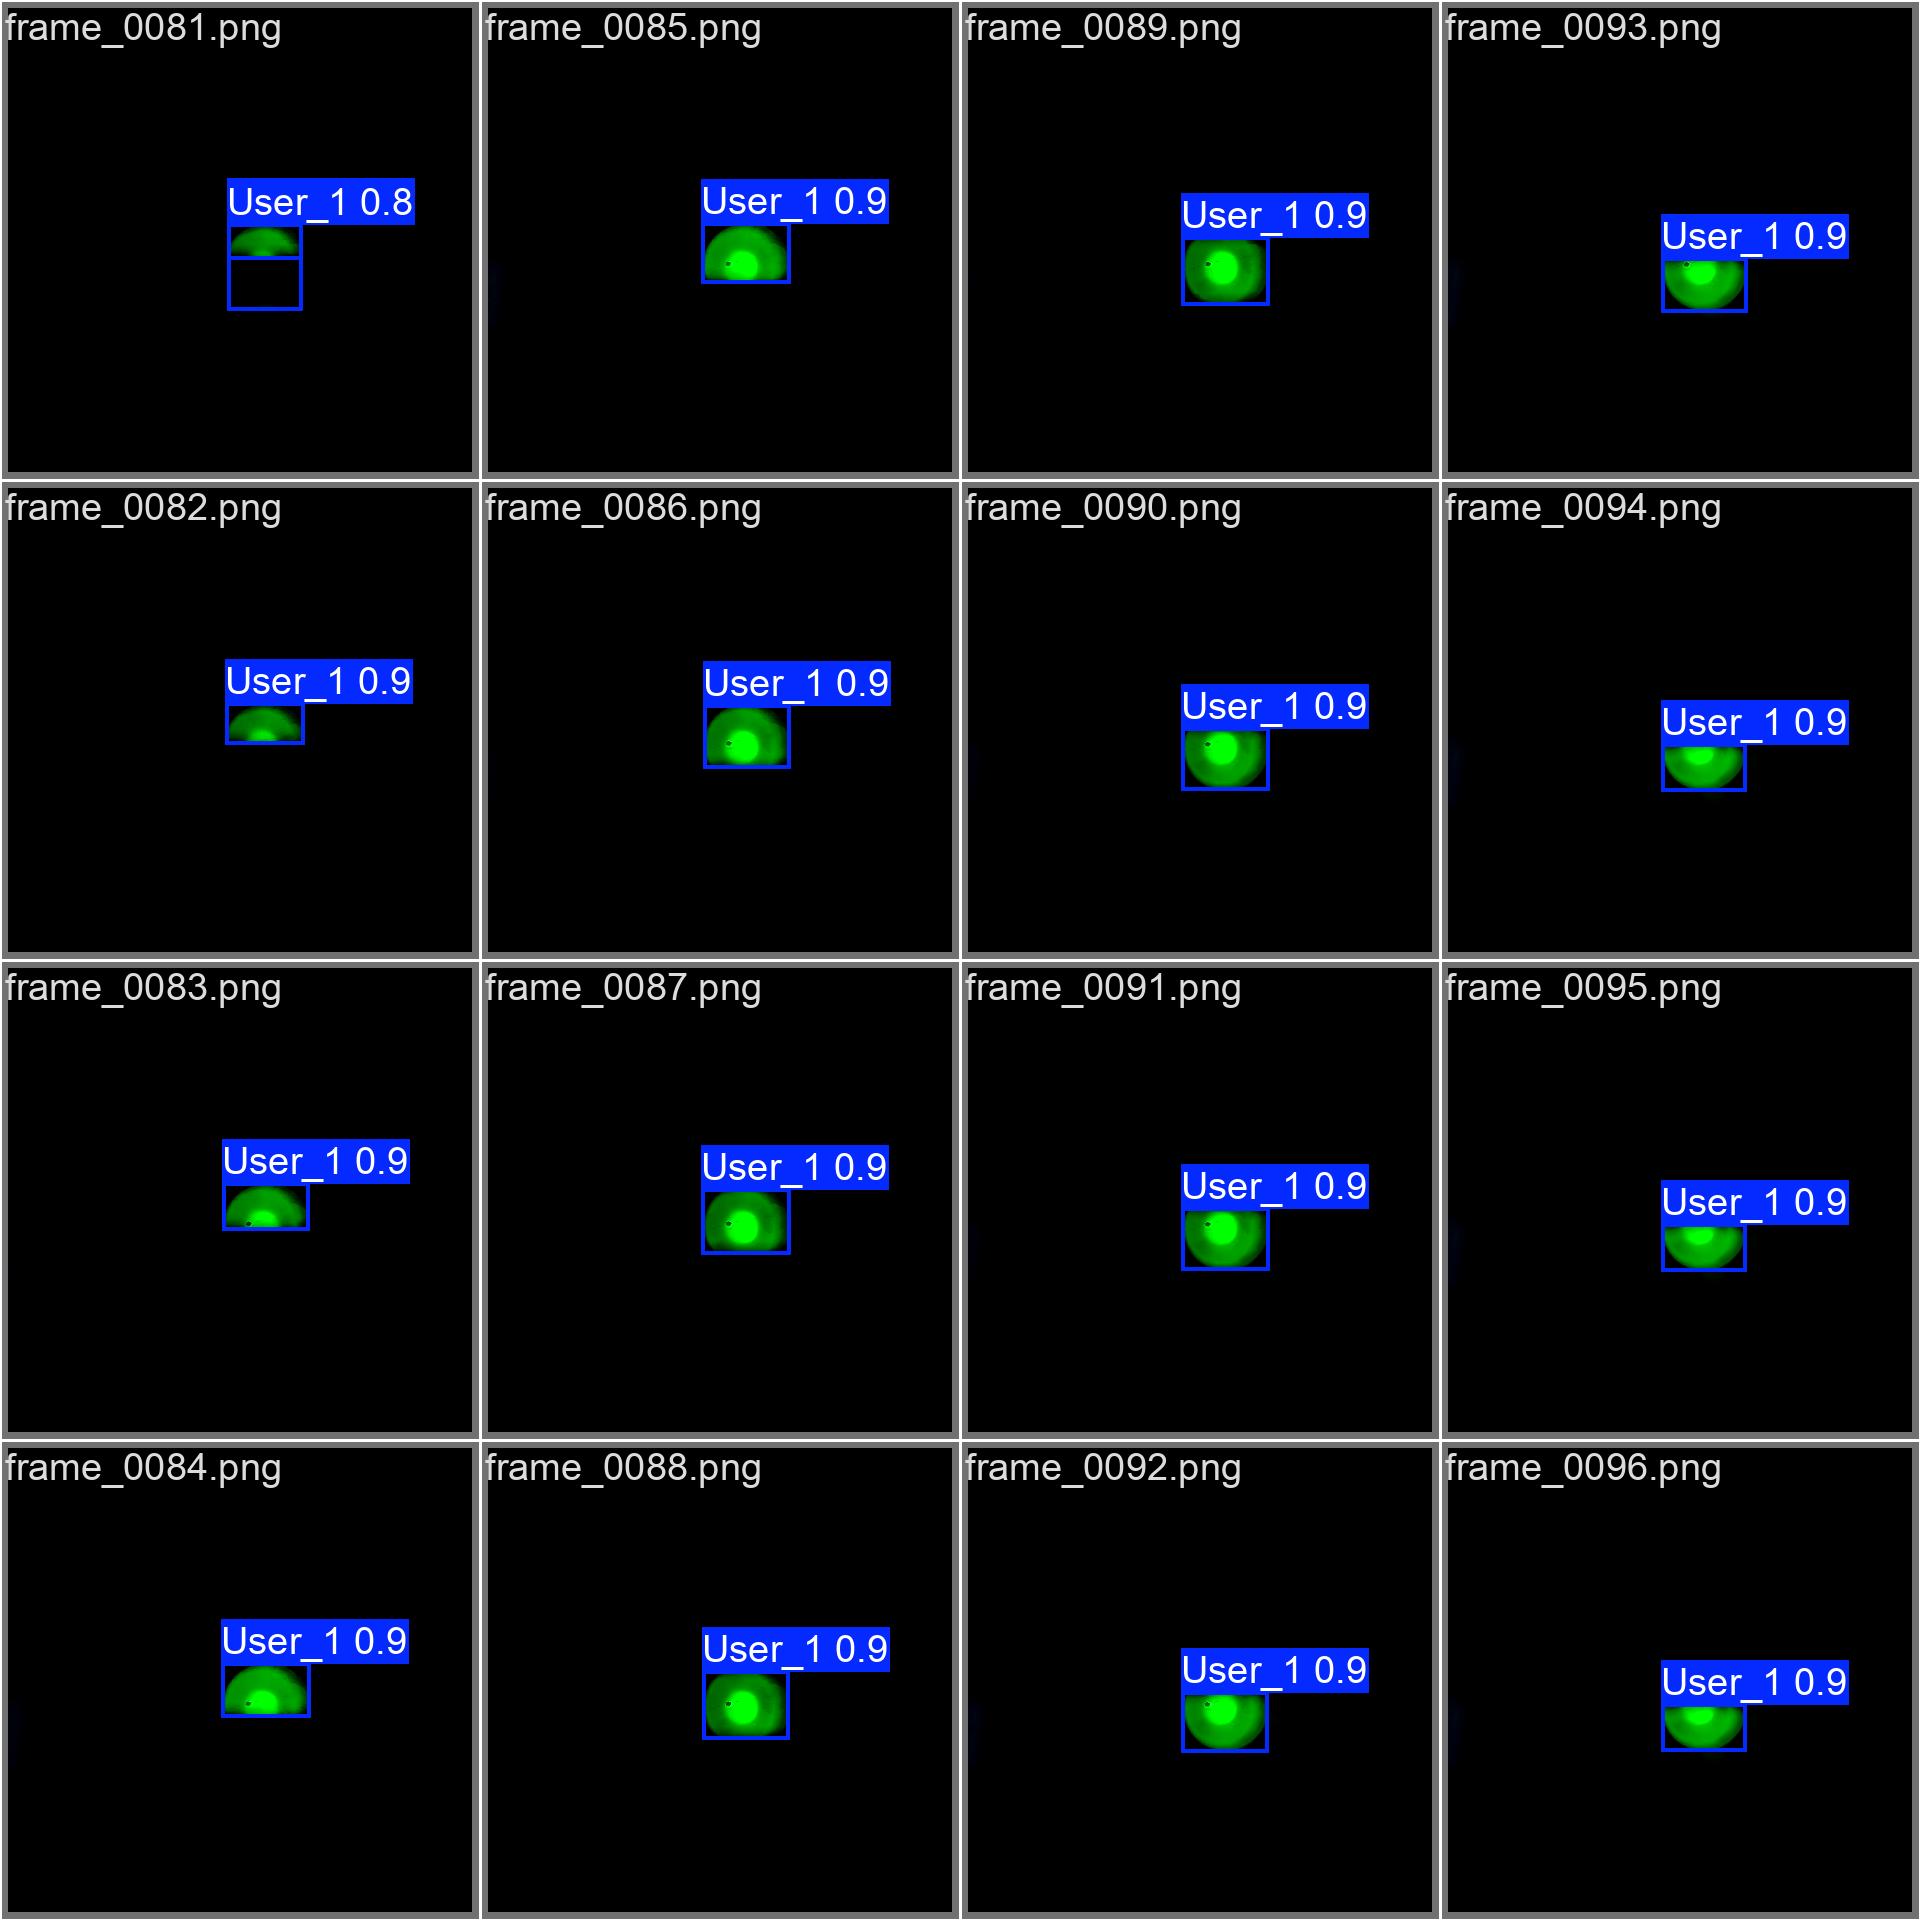 frame_0081.png
User_1 0.8
frame_0085.png
User_1 0.9
frame_0089.png
User_1 0.9
frame_0093.png
User_1 0.9
frame_0082.png
User_1 0.9
frame_0086.png
User_1 0.9
frame_0090.png
User_1 0.9
frame_0094.png
User_1 0.9
frame_0083.png
User_1 0.9
frame_0087.png
User_1 0.9
frame_0091.png
User_1 0.9
frame_0095.png
User_1 0.9
frame_0084.png
User_1 0.9
frame_0088.png
User_1 0.9
frame_0092.png
User_1 0.9
frame_0096.png
User_1 0.9